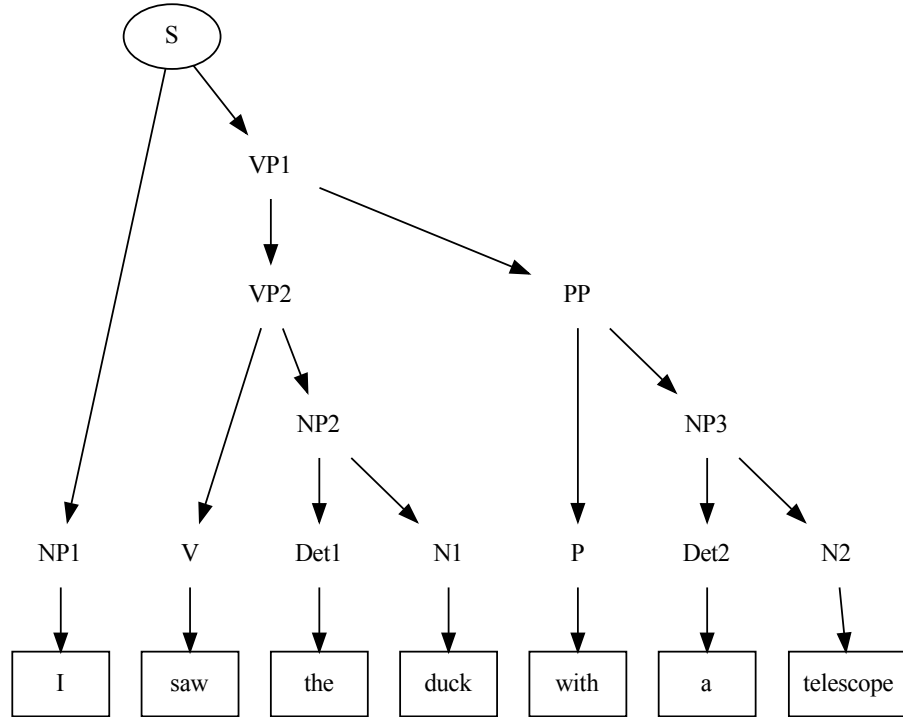 S
VP1
VP2 PP
NP2 NP3
NP1 V Det1 N1 P Det2 N2
I saw the duck with a telescope